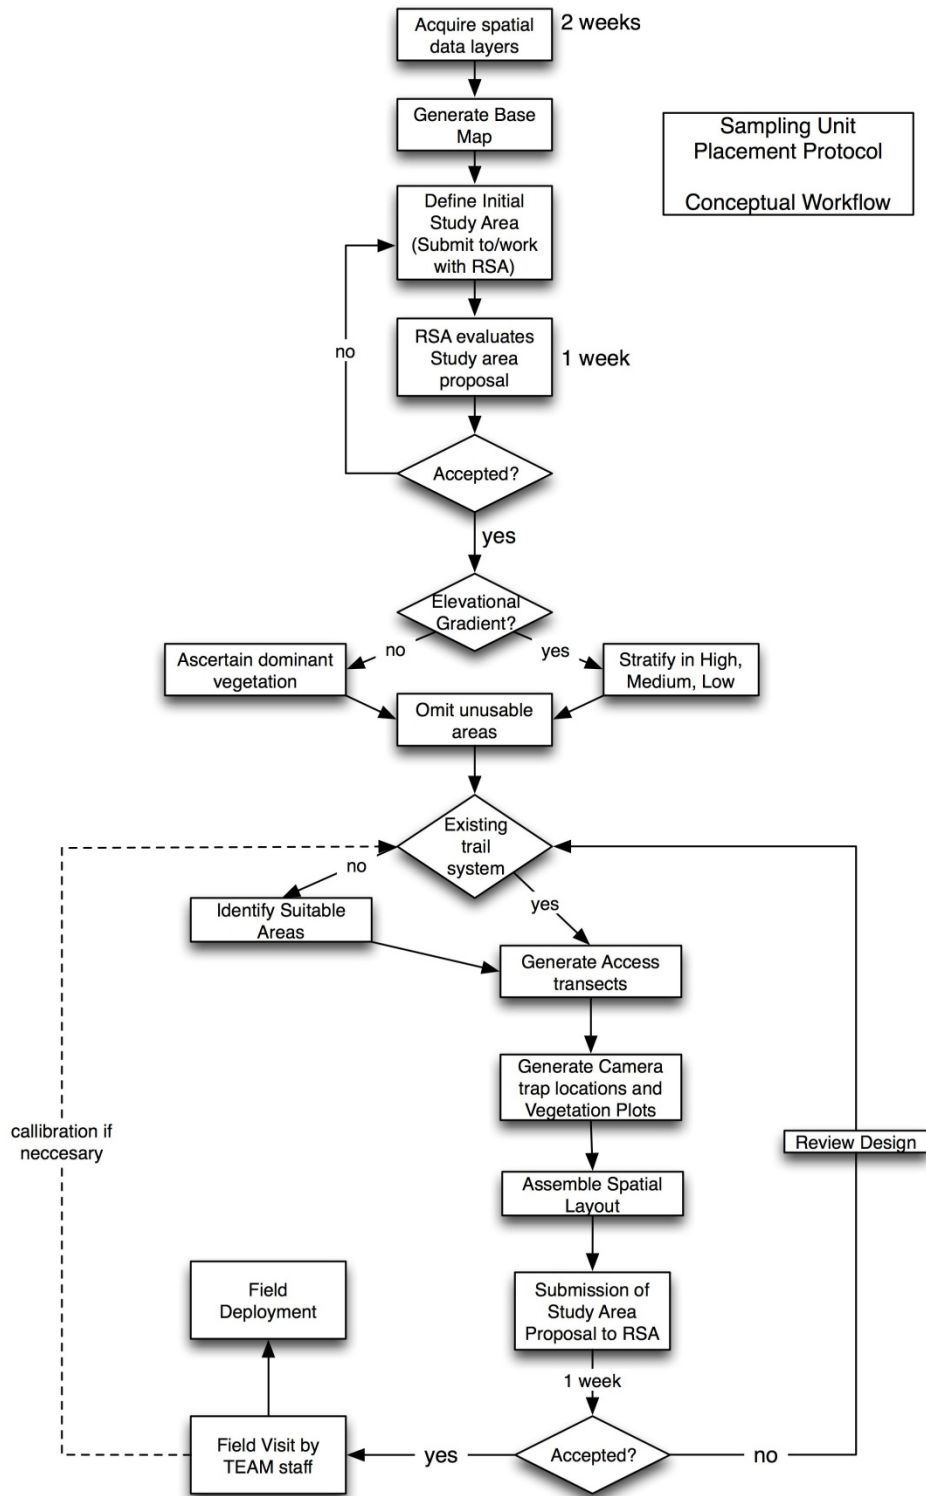 Acquire spatial
data layers
2 weeks
Generate Base
Map
Sampling Unit
Placement Protocol
Conceptual Workflow
Define Initial
Study Area
(Submit to/work
with RSA)
no
RSA evaluates
Study area
proposal
1 week
Accepted?
yes
Elevational
Gradient?
no
yes
Ascertain dominant
vegetation
Stratify in High,
Medium, Low
Omit unusable
areas
Existing
trail
system
no
yes
Identify Suitable
Areas
Generate Access
transects
Generate Camera
trap locations and
Vegetation Plots
callibration if
neccesary
Review Design
Assemble Spatial
Layout
Field
Deployment
Submission of
Study Area
Proposal to RSA
1 week
Field Visit by
TEAM staff
yes
Accepted?
no